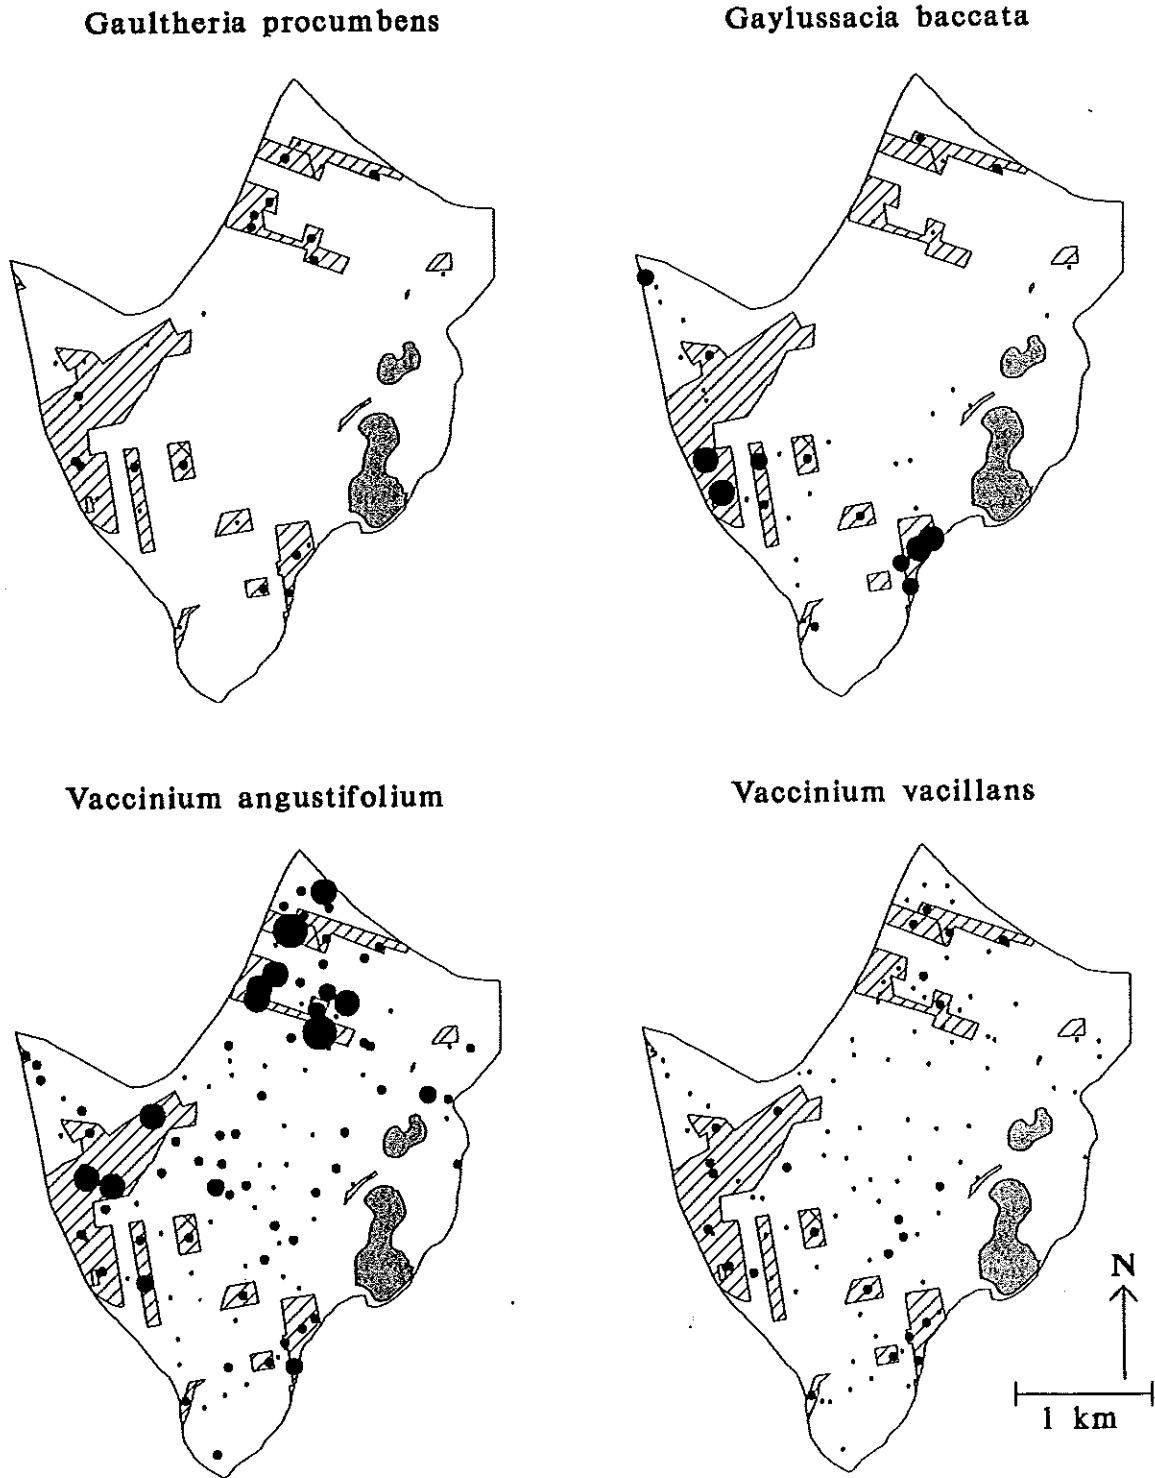 Gaultheria procumbens
Gaylussacia baccata
Vaccinium angustifolium
Vaccinium vacillans
N
1 km